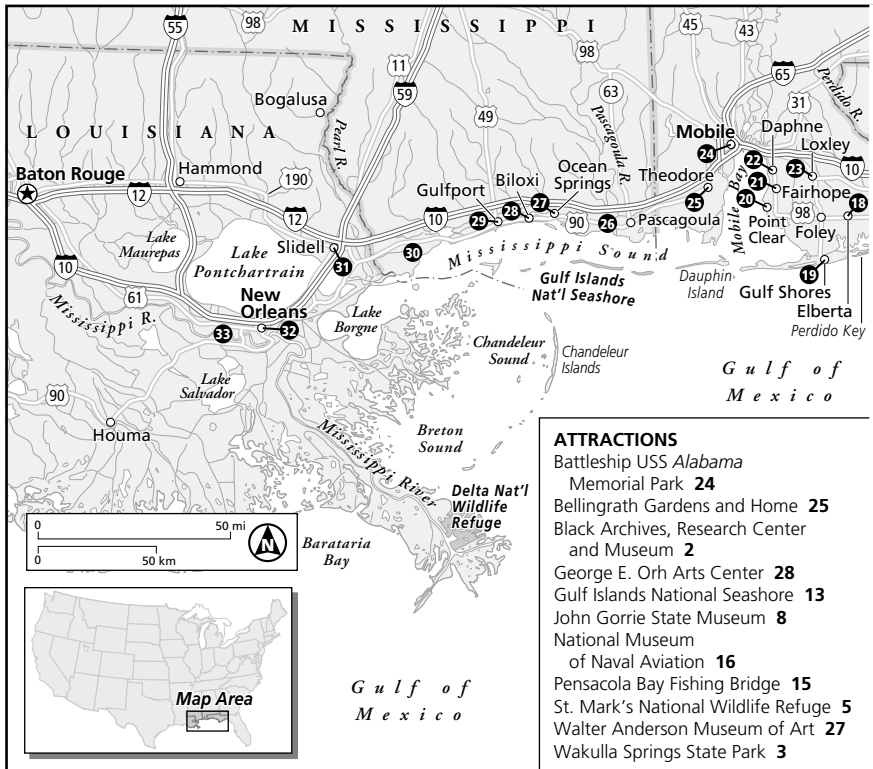 55
98
M I S S I S S I P P I
98
45
43
65
11
59
Bogalusa
63
31
Perdido R.
Pearl R.
49
Pascagoula R.
L O U I S I A N A
Mobile
Daphne
Loxley
24
22
23
10
Baton Rouge
Hammond
190
Ocean
Springs
Theodore
Biloxi
Gulfport
21
Fairhope
12
12
10
29
28
27
25
20
18
90
26
Pascagoula
Mobile Bay
Point
Clear
98
Foley
Lake
Maurepas
Lake
Pontchartrain
Slidell
31
30
Mississippi Sound
10
19
Gulf Islands
Nat'l Seashore
Dauphin
Island
Gulf Shores
61
New
Orleans
Elberta
Mississippi R.
Lake
Borgne
Perdido Key
33
32
Chandeleur
Sound
Chandeleur
Islands
Lake
Salvador
Gulf of
Mexico
90
Houma
Breton
Sound
Mississippi River
Delta Nat'l
Wildlife
Refuge
0 50 mi
0 50 km
N
Barataria
Bay
Map Area
Gulf of
Mexico
ATTRACTIONS
Battleship USS Alabama
Memorial Park 24
Bellingrath Gardens and Home 25
Black Archives, Research Center
and Museum 2
George E. Orh Arts Center 28
Gulf Islands National Seashore 13
John Gorrie State Museum 8
National Museum
of Naval Aviation 16
Pensacola Bay Fishing Bridge 15
St. Mark's National Wildlife Refuge 5
Walter Anderson Museum of Art 27
Wakulla Springs State Park 3